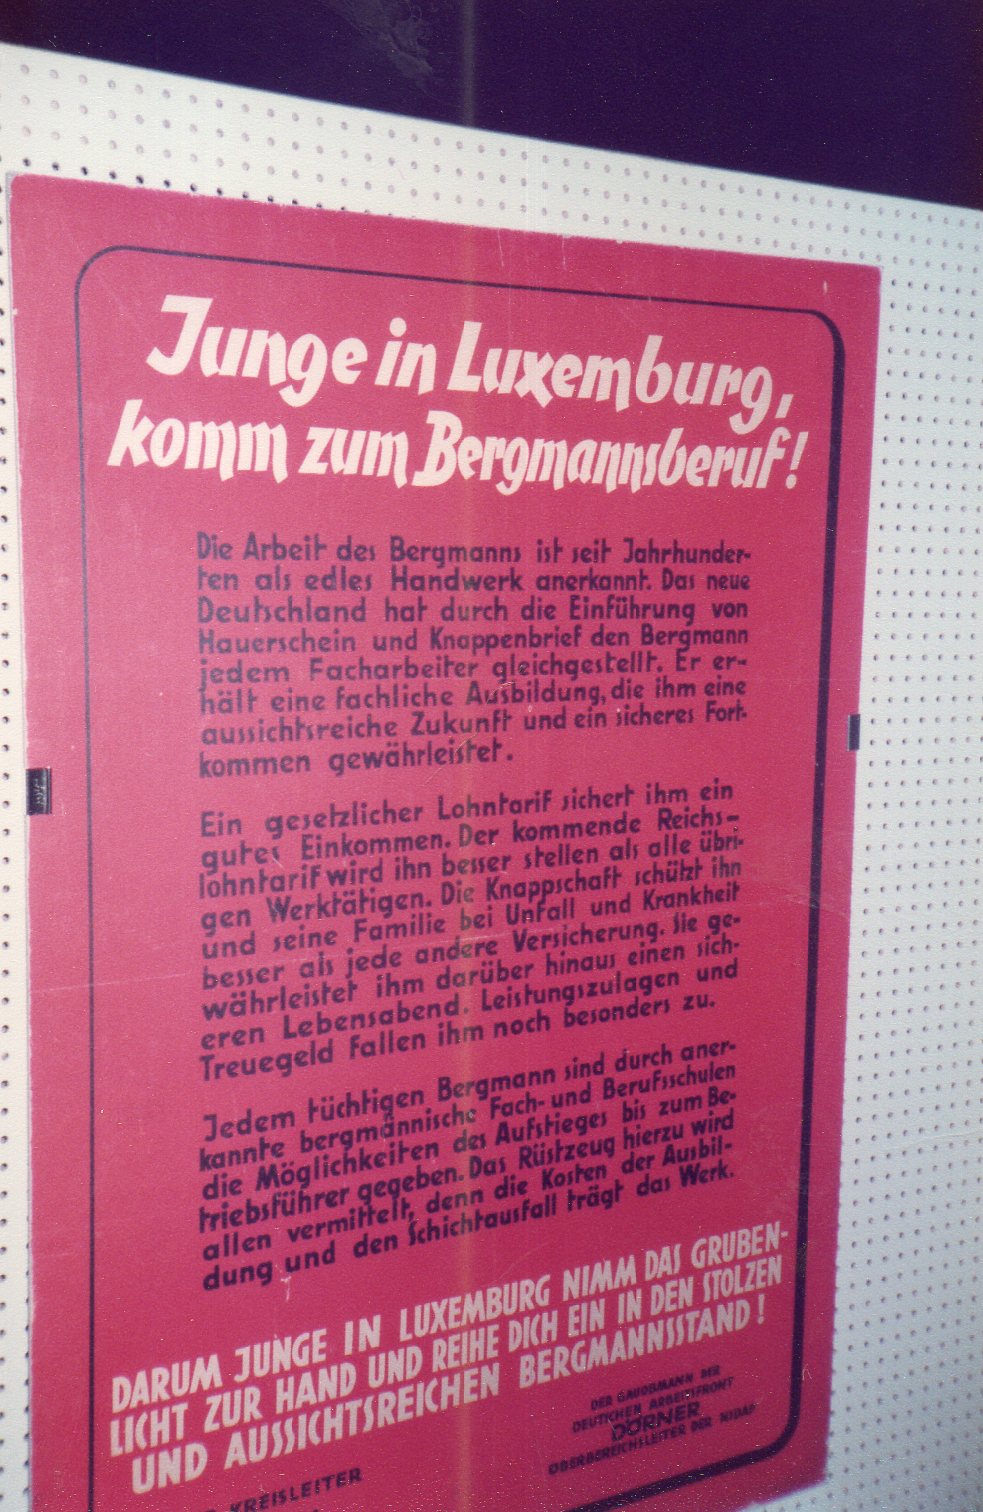 Junge in Luxemburg,
komm zum Bergmannsberuf!
Die Arbeit des Bergmanns ist seit Jahrhunder-
ten als edles Handwerk anerkannt. Das neue
Deutschland hat durch die Einführung von
Hauerschein und Knappenbrief den Bergmann
jedem Facharbeiter gleichgestellt. Er er-
hält eine fachliche Ausbildung, die ihm eine
aussichtsreiche Zukunft und ein sicheres Fort-
kommen gewährleistet.
Ein gesetzlicher Lohntarif sichert ihm ein
gutes Einkommen. Der kommende Reichs-
lohntarif wird ihn besser stellen als alle übri-
gen Werktätigen. Die Knappschaft schützt ihn
und seine Familie bei Unfall und Krankheit
besser als jede andere Versicherung. Sie ge-
währleistet ihm darüber hinaus einen sich-
eren Lebensabend. Leistungszulagen und
Treuegeld fallen ihm noch besonders zu.
Jedem tüchtigen Bergmann sind durch aner-
kannte bergmännische Fach- und Berufsschulen
die Möglichkeiten des Aufstieges bis zum Be-
triebsführer gegeben. Das Rüstzeug hierzu wird
allen vermittelt, denn die Kosten der Ausbil-
dung und den Schichtausfall trägt das Werk.
DARUM JUNGE IN LUXEMBURG NIMM DAS GRUBEN-
LICHT ZUR HAND UND REIHE DICH EIN IN DEN STOLZEN
UND AUSSICHTSREICHEN BERGMANNSSTAND!
DER GAUOBMANN DER
DEUTSCHEN ARBEITSFRONT
DÖRNER
OBERBEREICHSLEITER DER NSDAP
KREISLEITER